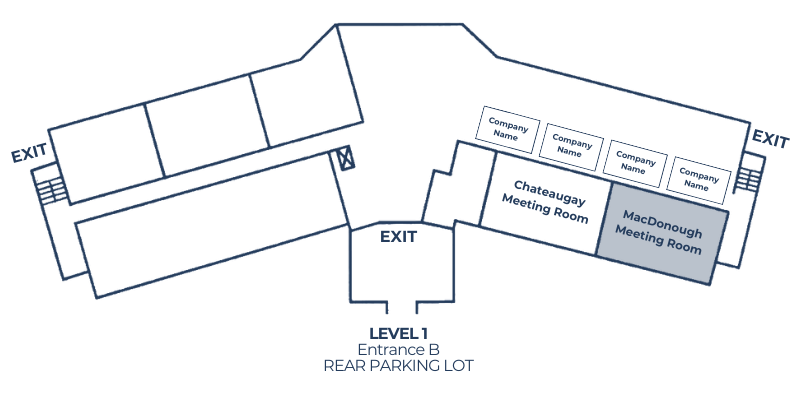 EXIT
EXIT
Company
Name
Company
Name
Company
Name
Company
Name
Chateaugay
Meeting Room
MacDonough
Meeting Room
EXIT
LEVEL 1
Entrance B
REAR PARKING LOT